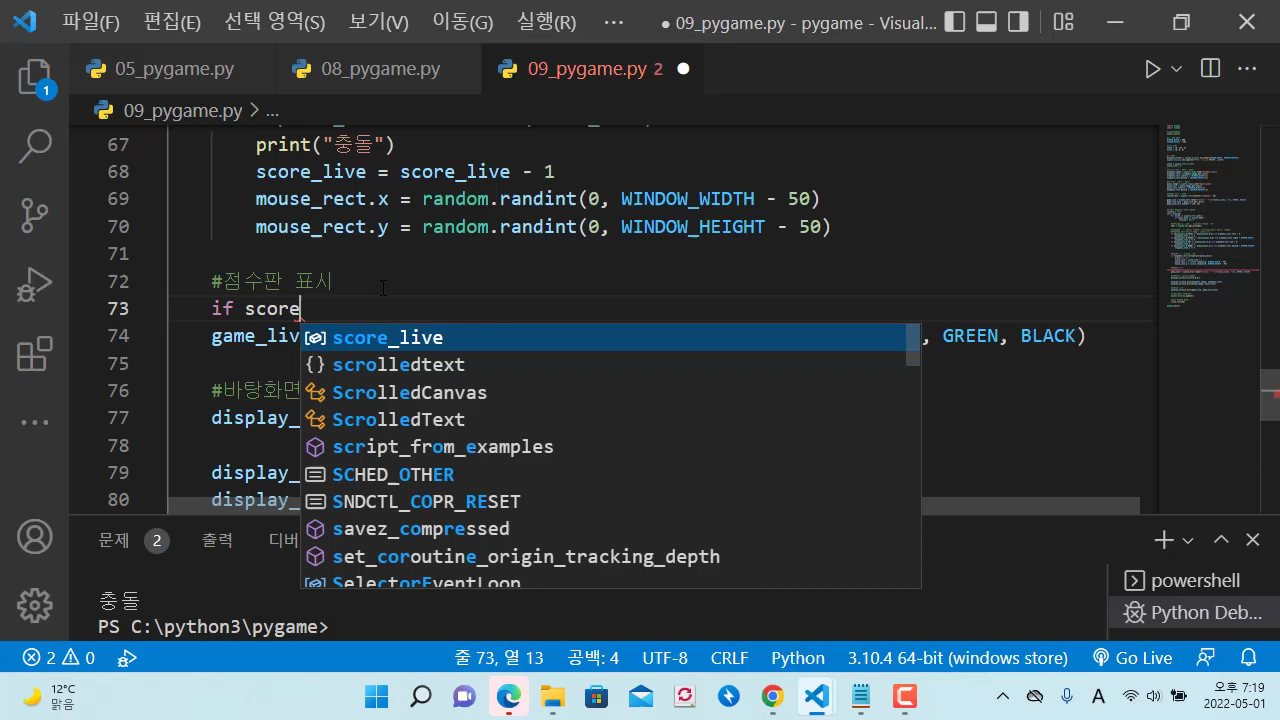 파일(F) 편집(E) 선택 영역(S) 보기(V) 이동(G) 실행(R) ··· ● 09_pygame.py - pygame - Visual...
05_pygame.py 08_pygame.py 09_pygame.py 2
09_pygame.py > ...
67 print("충돌")
68 score_live = score_live - 1
69 mouse_rect.x = random.randint(0, WINDOW_WIDTH - 50)
70 mouse_rect.y = random.randint(0, WINDOW_HEIGHT - 50)
71
72 #점수판 표시
73 if score
74 game_liv , GREEN, BLACK)
75
76 #바탕화면
77 display_
78
79 display_
80 display_
score_live
scrolledtext
ScrolledCanvas
ScrolledText
script_from_examples
SCHED_OTHER
SNDCTL_COPR_RESET
savez_compressed
set_coroutine_origin_tracking_depth
SelectorEventLoop
1
문제 2 출력 디버
충돌
PS C:\python3\pygame>
powershell
Python Deb...
2 0 줄 73, 열 13 공백: 4 UTF-8 CRLF Python 3.10.4 64-bit (windows store) Go Live
12°C
맑음
A
오후 7:19
2022-05-01